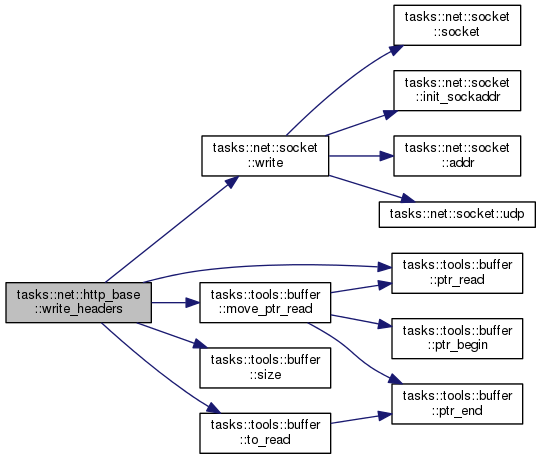 tasks::net::socket
::socket
tasks::net::socket
::init_sockaddr
tasks::net::socket
::write
tasks::net::socket
::addr
tasks::net::socket::udp
tasks::net::http_base
::write_headers
tasks::tools::buffer
::move_ptr_read
tasks::tools::buffer
::ptr_read
tasks::tools::buffer
::ptr_begin
tasks::tools::buffer
::size
tasks::tools::buffer
::ptr_end
tasks::tools::buffer
::to_read